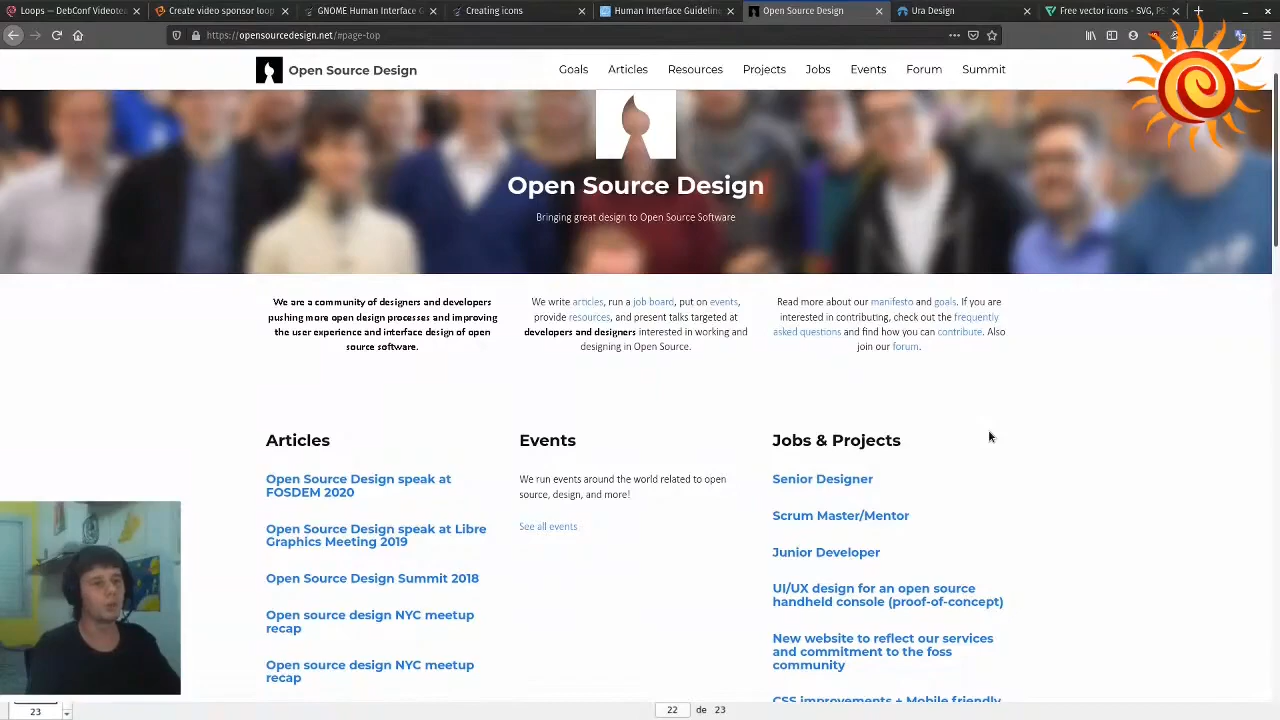 Loops — DebConf Videotea
Create video sponsor loop
GNOME Human Interface G
Creating icons
Human Interface Guideline
Open Source Design
Ura Design
Free vector icons - SVG, PS
https://opensourcedesign.net/#page-top
Open Source Design
Goals Articles Resources Projects Jobs Events Forum Summit
Open Source Design
Bringing great design to Open Source Software
We are a community of designers and developers
pushing more open design processes and improving
the user experience and interface design of open
source software.
We write articles, run a job board, put on events,
provide resources, and present talks targeted at
developers and designers interested in working and
designing in Open Source.
Read more about our manifesto and goals. If you are
interested in contributing, check out the frequently
asked questions and find how you can contribute. Also
join our forum.
Articles
Open Source Design speak at
FOSDEM 2020
Open Source Design speak at Libre
Graphics Meeting 2019
Open Source Design Summit 2018
Open source design NYC meetup
recap
Open source design NYC meetup
recap
Events
We run events around the world related to open
source, design, and more!
See all events
Jobs & Projects
Senior Designer
Scrum Master/Mentor
Junior Developer
UI/UX design for an open source
handheld console (proof-of-concept)
New website to reflect our services
and commitment to the foss
community
CSS improvements + Mobile friendly
23
22 de 23